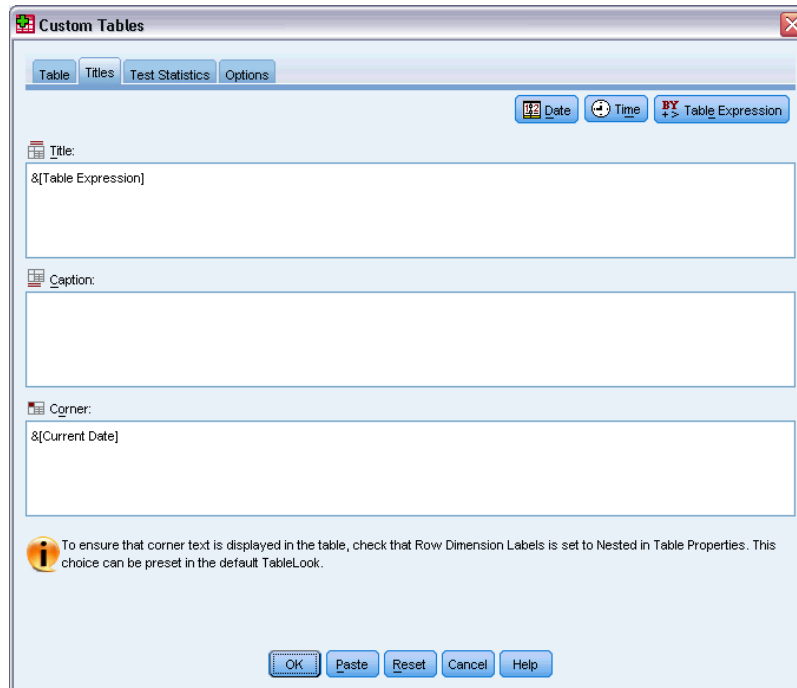 Custom Tables
Table Titles Test Statistics Options
Date Time BY +> Table Expression
Title:
&[Table Expression]
Caption:
Corner:
&[Current Date]
To ensure that corner text is displayed in the table, check that Row Dimension Labels is set to Nested in Table Properties. This
choice can be preset in the default TableLook.
OK Paste Reset Cancel Help